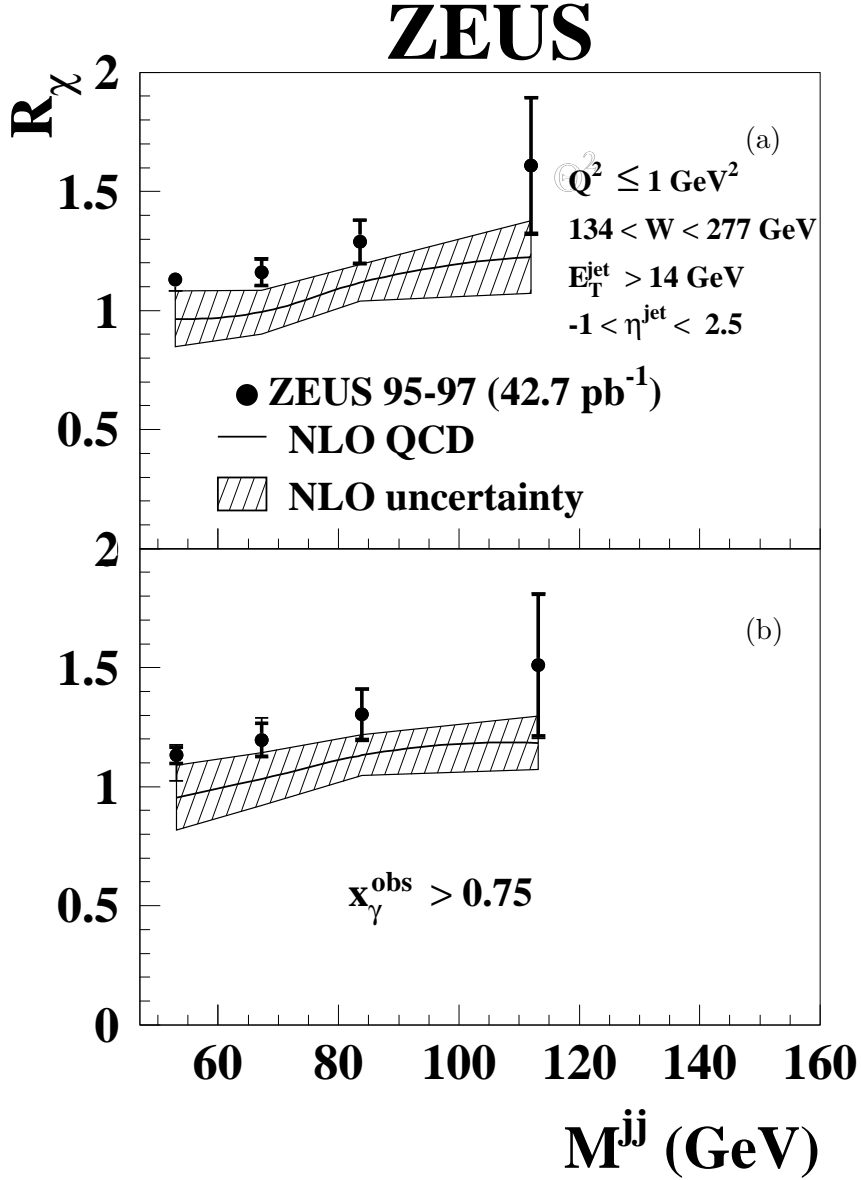 ZEUS
R_χ
2
(a)
Q² ≤ 1 GeV²
1.5
134 < W < 277 GeV
E_T^jet > 14 GeV
1
-1 < η^jet < 2.5
ZEUS 95-97 (42.7 pb⁻¹)
0.5
NLO QCD
NLO uncertainty
0
2
(b)
1.5
1
x_γ^obs > 0.75
0.5
0
60 80 100 120 140 160
M^jj (GeV)